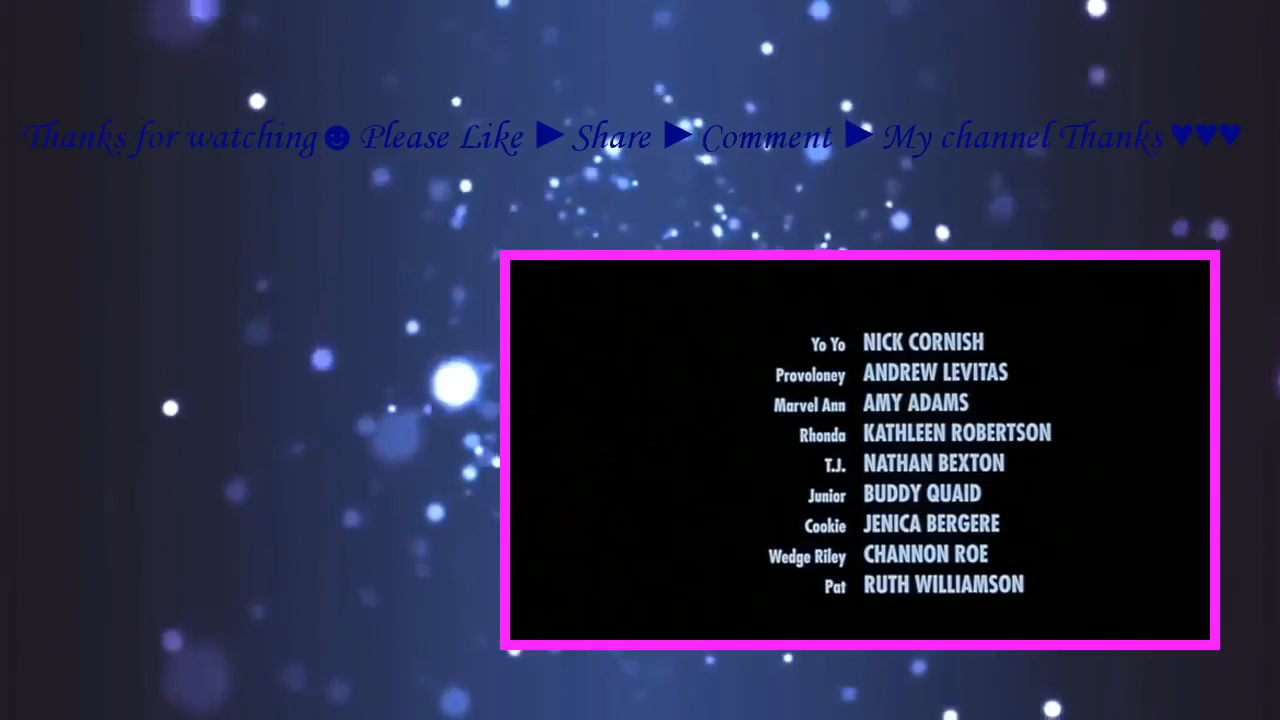 Thanks for watching☻Please Like ►Share ►Comment ►My channel Thanks♥♥♥
Yo Yo NICK CORNISH
Provoloney ANDREW LEVITAS
Marvel Ann AMY ADAMS
Rhonda KATHLEEN ROBERTSON
T.J. NATHAN BEXTON
Junior BUDDY QUAID
Cookie JENICA BERGERE
Wedge Riley CHANNON ROE
Pat RUTH WILLIAMSON